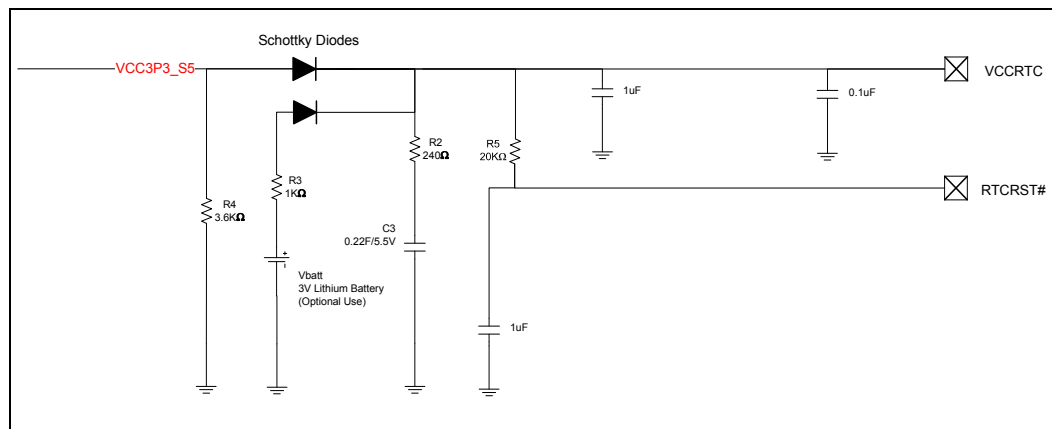 Schottky Diodes
VCC3P3_S5
VCCRTC
1uF
0.1uF
R2
240Ω
R5
20KΩ
R3
1KΩ
RTCRST#
R4
3.6KΩ
C3
0.22F/5.5V
+
-
Vbatt
3V Lithium Battery
(Optional Use)
1uF